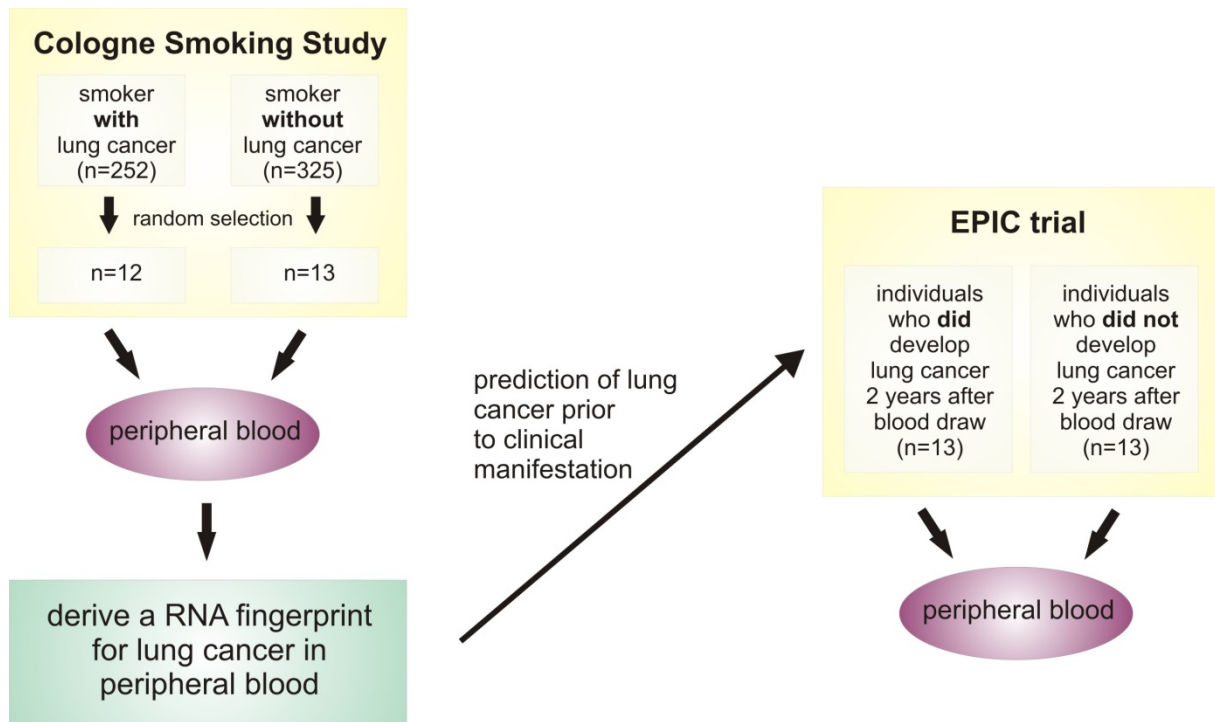 Cologne Smoking Study
smoker
with
lung cancer
(n=252)
smoker
without
lung cancer
(n=325)
random selection
n=12
n=13
peripheral blood
derive a RNA fingerprint
for lung cancer in
peripheral blood
prediction of lung
cancer prior
to clinical
manifestation
EPIC trial
individuals
who did
develop
lung cancer
2 years after
blood draw
(n=13)
individuals
who did not
develop
lung cancer
2 years after
blood draw
(n=13)
peripheral blood